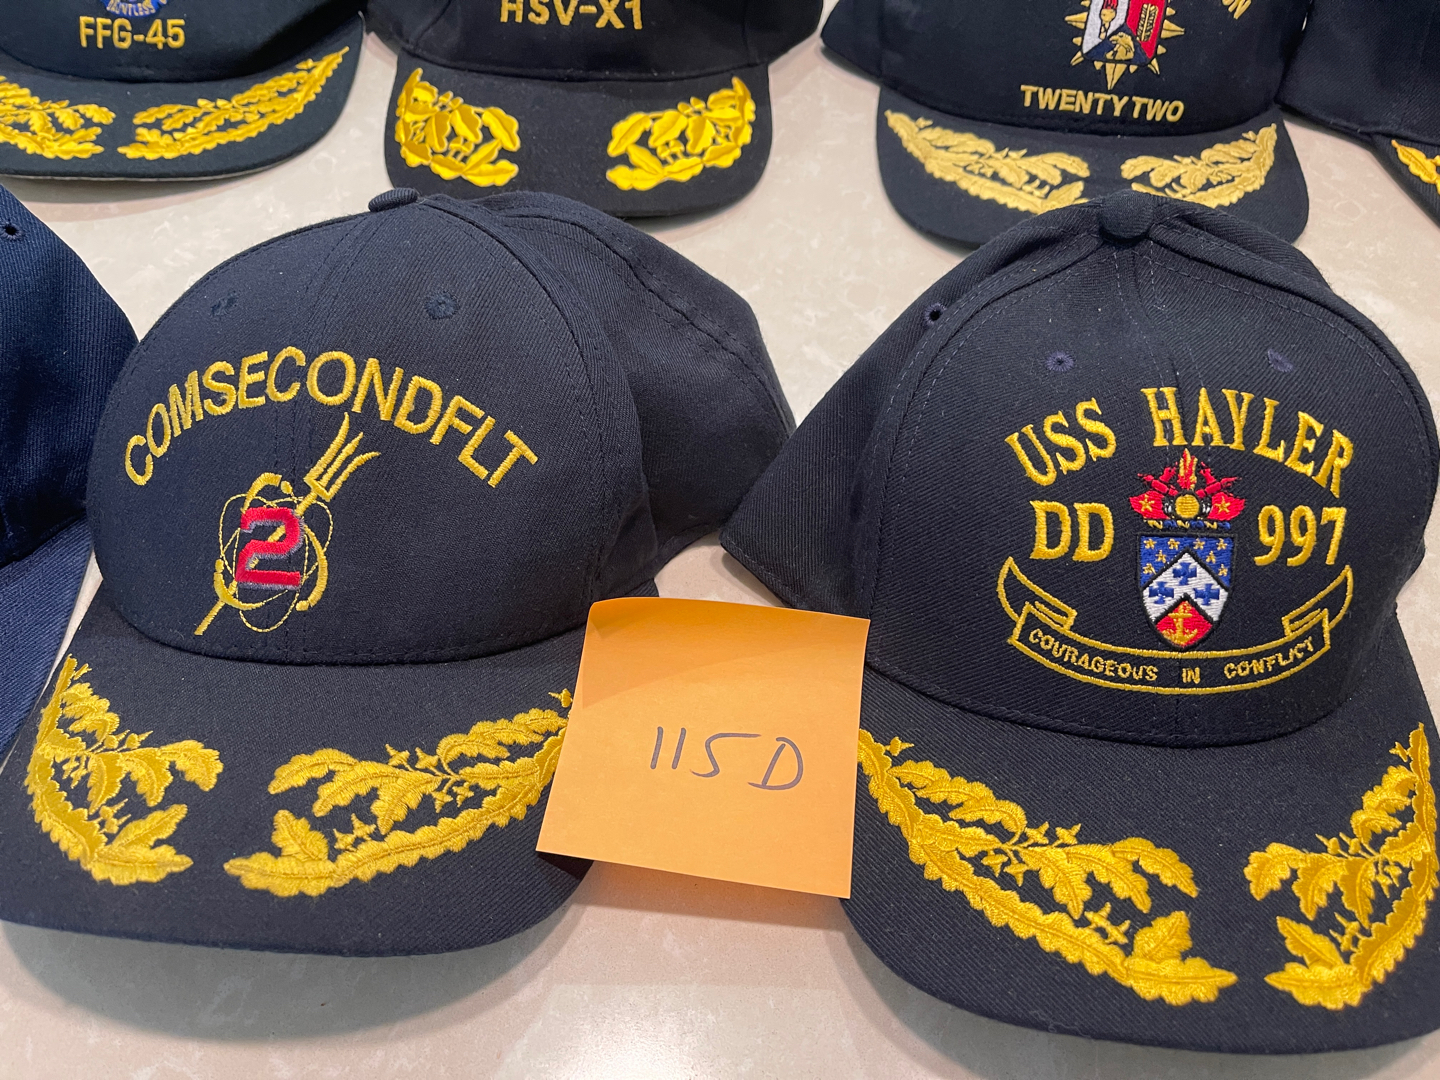 FFG-45
HSV-X1
TWENTY TWO
COMSECONDFLT
2
USS HAYLER
DD 997
COURAGEOUS IN CONFLICT
115D